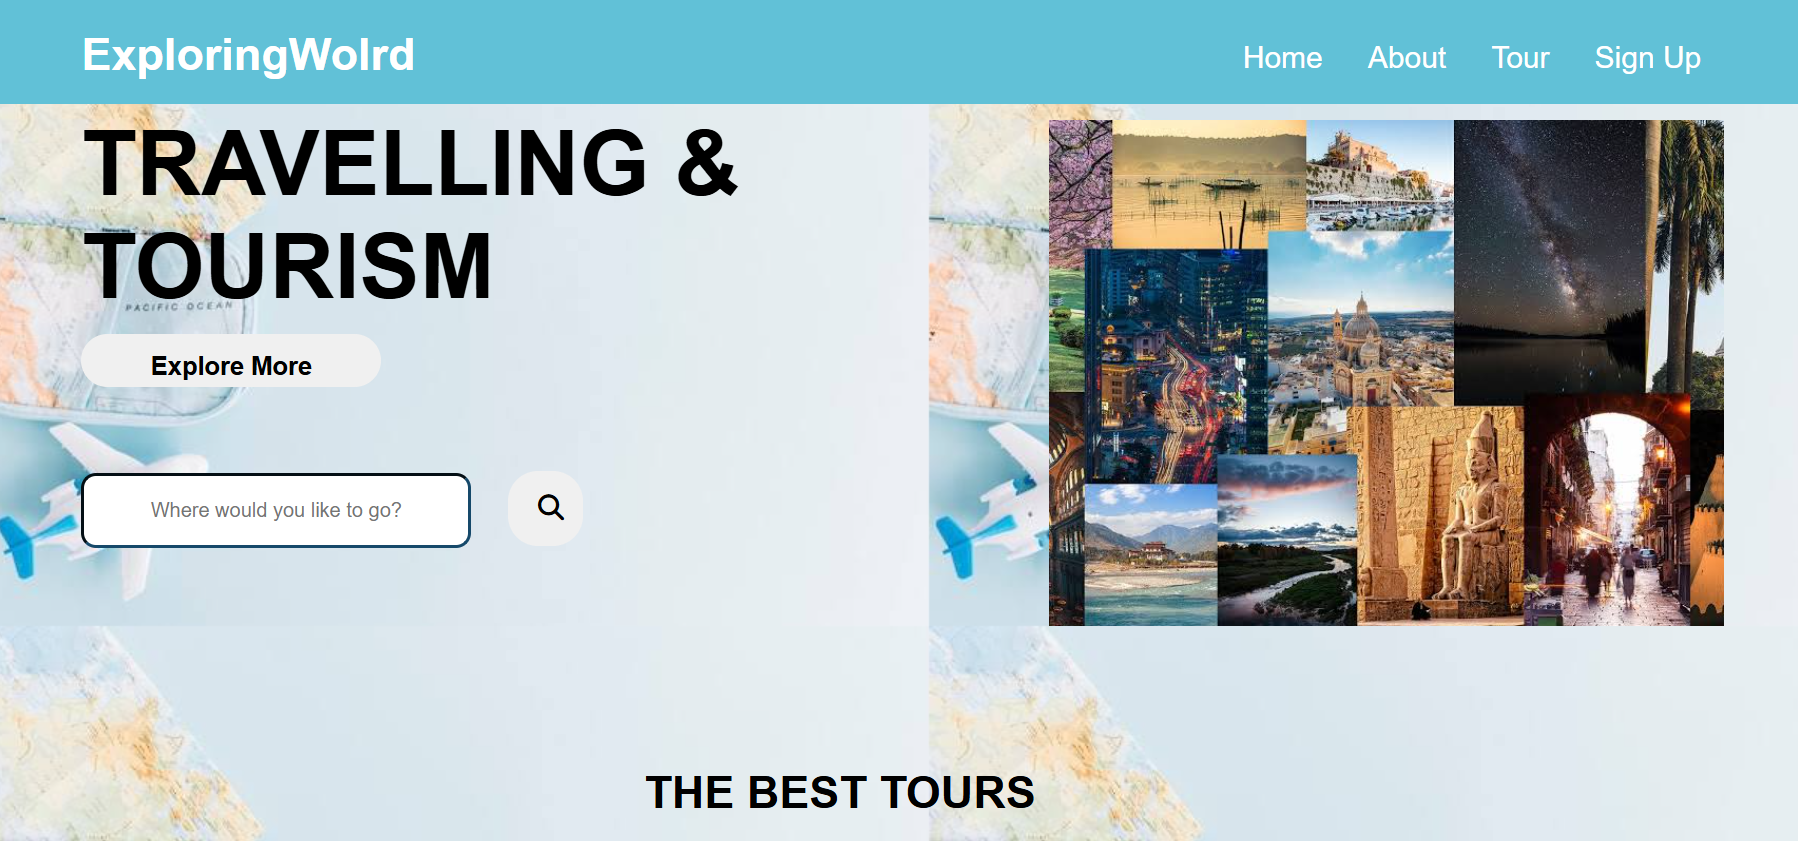 ExploringWolrd
Home About Tour Sign Up
TRAVELLING &
TOURISM
PACIFIC OCEAN
Explore More
Where would you like to go?
THE BEST TOURS